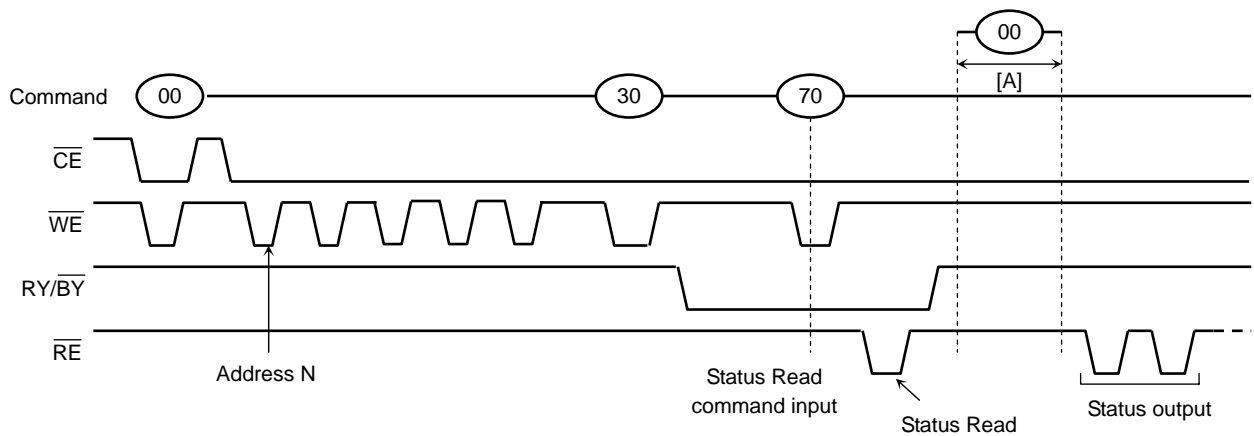 00
[A]
Command 00 30 70
CE
WE
RY/BY
RE
Address N
Status Read
command input
Status Read
Status output